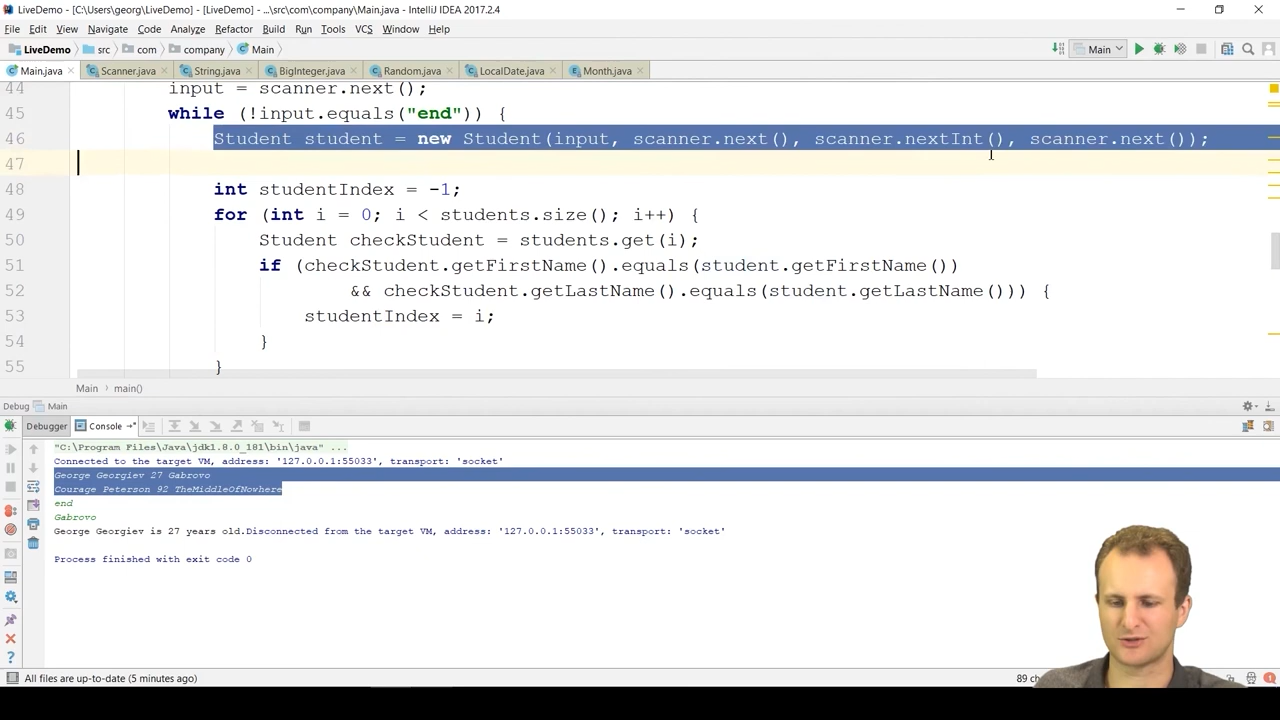 LiveDemo - [C:\Users\georg\LiveDemo] - [LiveDemo] - ...\src\com\company\Main.java - IntelliJ IDEA 2017.2.4
File Edit View Navigate Code Analyze Refactor Build Run Tools VCS Window Help
LiveDemo src com company Main Main
Main.java Scanner.java String.java BigInteger.java Random.java LocalDate.java Month.java
44 input = scanner.next();
45 while (!input.equals("end")) {
46 Student student = new Student(input, scanner.next(), scanner.nextInt(), scanner.next());
47
48 int studentIndex = -1;
49 for (int i = 0; i < students.size(); i++) {
50 Student checkStudent = students.get(i);
51 if (checkStudent.getFirstName().equals(student.getFirstName())
52 && checkStudent.getLastName().equals(student.getLastName())) {
53 studentIndex = i;
54 }
55 }
Main main()
Debug Main
Debugger Console
"C:\Program Files\Java\jdk1.8.0_181\bin\java" ...
Connected to the target VM, address: '127.0.0.1:55033', transport: 'socket'
George Georgiev 27 Gabrovo
Courage Peterson 92 TheMiddleOfNowhere
end
Gabrovo
George Georgiev is 27 years old.Disconnected from the target VM, address: '127.0.0.1:55033', transport: 'socket'
Process finished with exit code 0
All files are up-to-date (5 minutes ago) 89